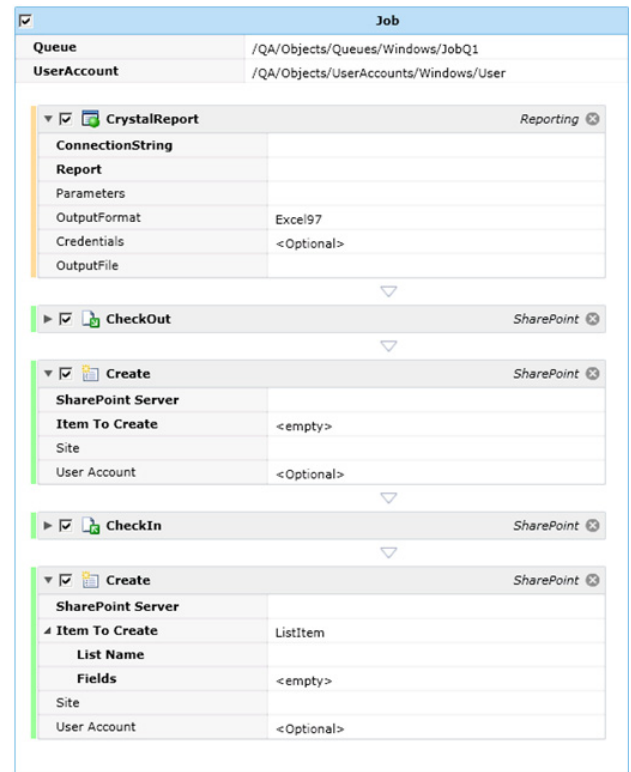 Job
Queue /QA/Objects/Queues/Windows/JobQ1
UserAccount /QA/Objects/UserAccounts/Windows/User
CrystalReport Reporting
ConnectionString
Report
Parameters
OutputFormat Excel97
Credentials <Optional>
OutputFile
CheckOut SharePoint
Create SharePoint
SharePoint Server
Item To Create <empty>
Site
User Account <Optional>
CheckIn SharePoint
Create SharePoint
SharePoint Server
Item To Create ListItem
List Name
Fields <empty>
Site
User Account <Optional>